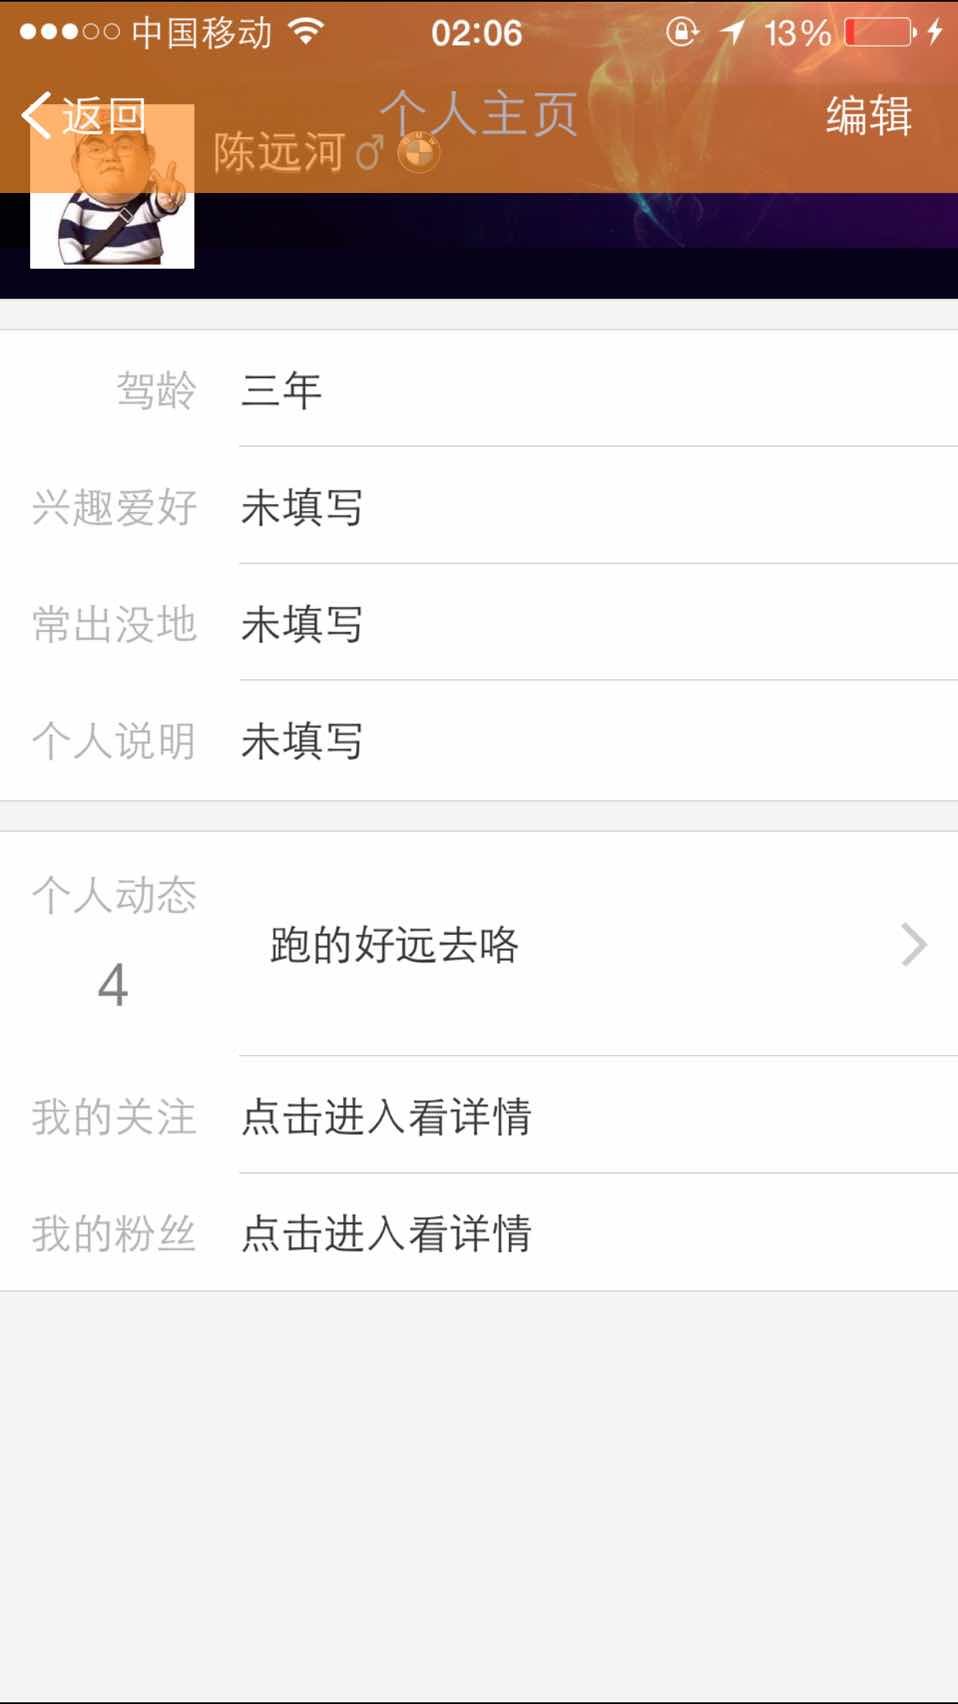 中国移动 02:06 13%
返回 个人主页 编辑
陈远河♂
驾龄 三年
兴趣爱好 未填写
常出没地 未填写
个人说明 未填写
个人动态
跑的好远去咯
4
我的关注 点击进入看详情
我的粉丝 点击进入看详情